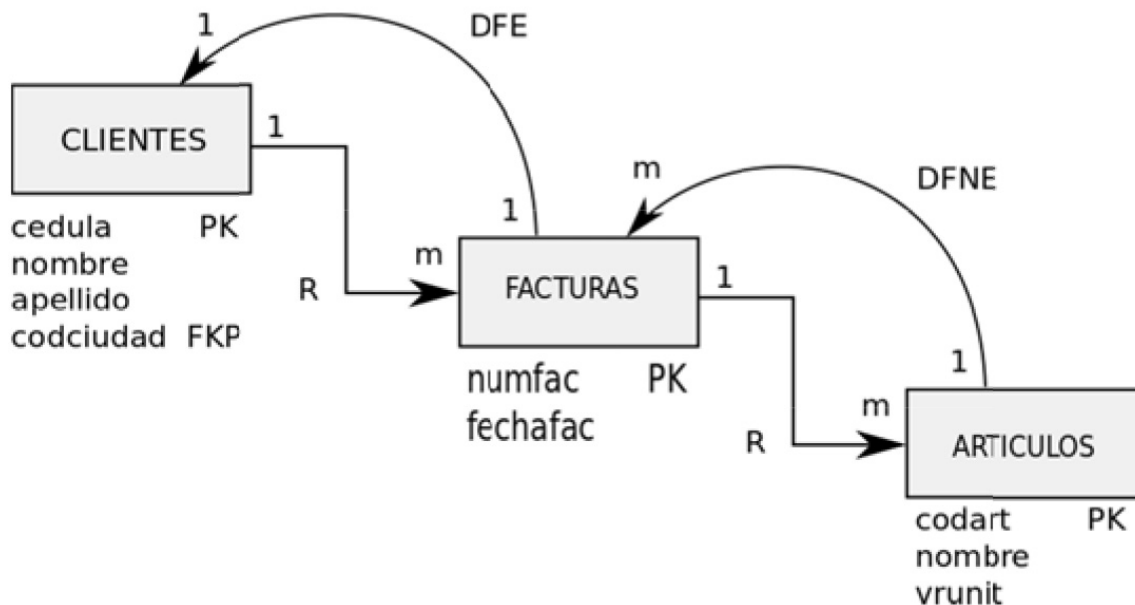 1
DFE
CLIENTES
1
cedula PK
nombre
apellido
codciudad FKP
R
m
1
FACTURAS
1
numfac PK
fechafac
m
DFNE
R
m
1
ARTICULOS
codart PK
nombre
vrunit